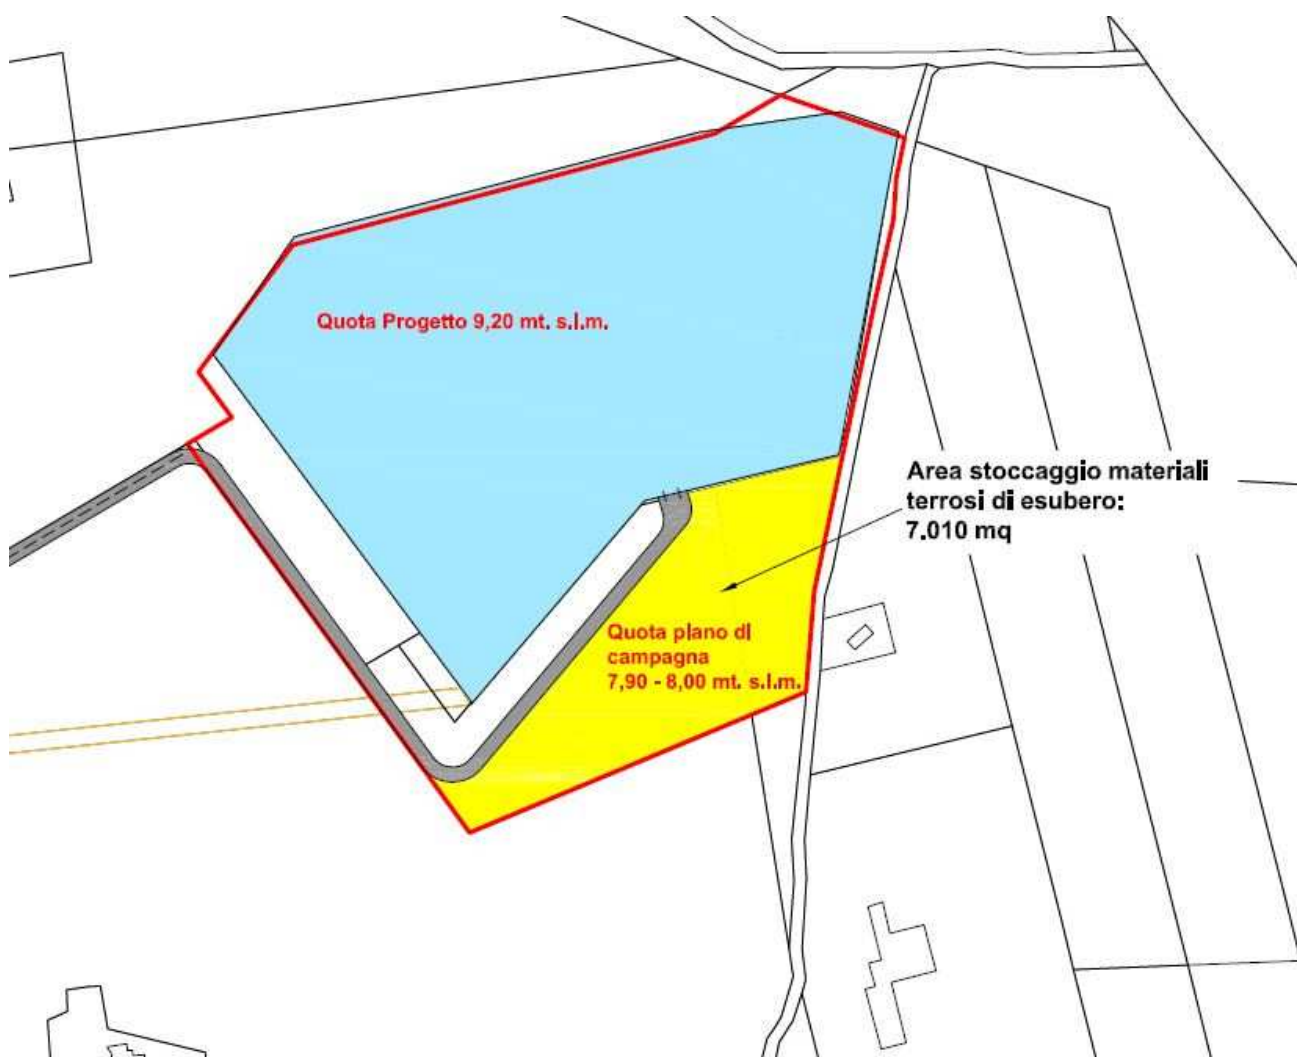 Quota Progetto 9,20 mt. s.l.m.
Area stoccaggio materiali
terrosi di esubero:
7.010 mq
Quota piano di
campagna
7,90 - 8,00 mt. s.l.m.